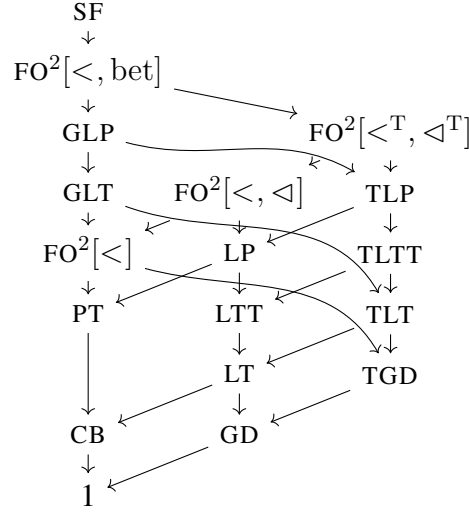 SF
FO²[<, bet]
GLP
FO²[<ᵀ, ⊲ᵀ]
GLT
FO²[<, ⊲]
TLP
FO²[<]
LP
TLTT
PT
LTT
TLT
LT
TGD
CB
GD
1